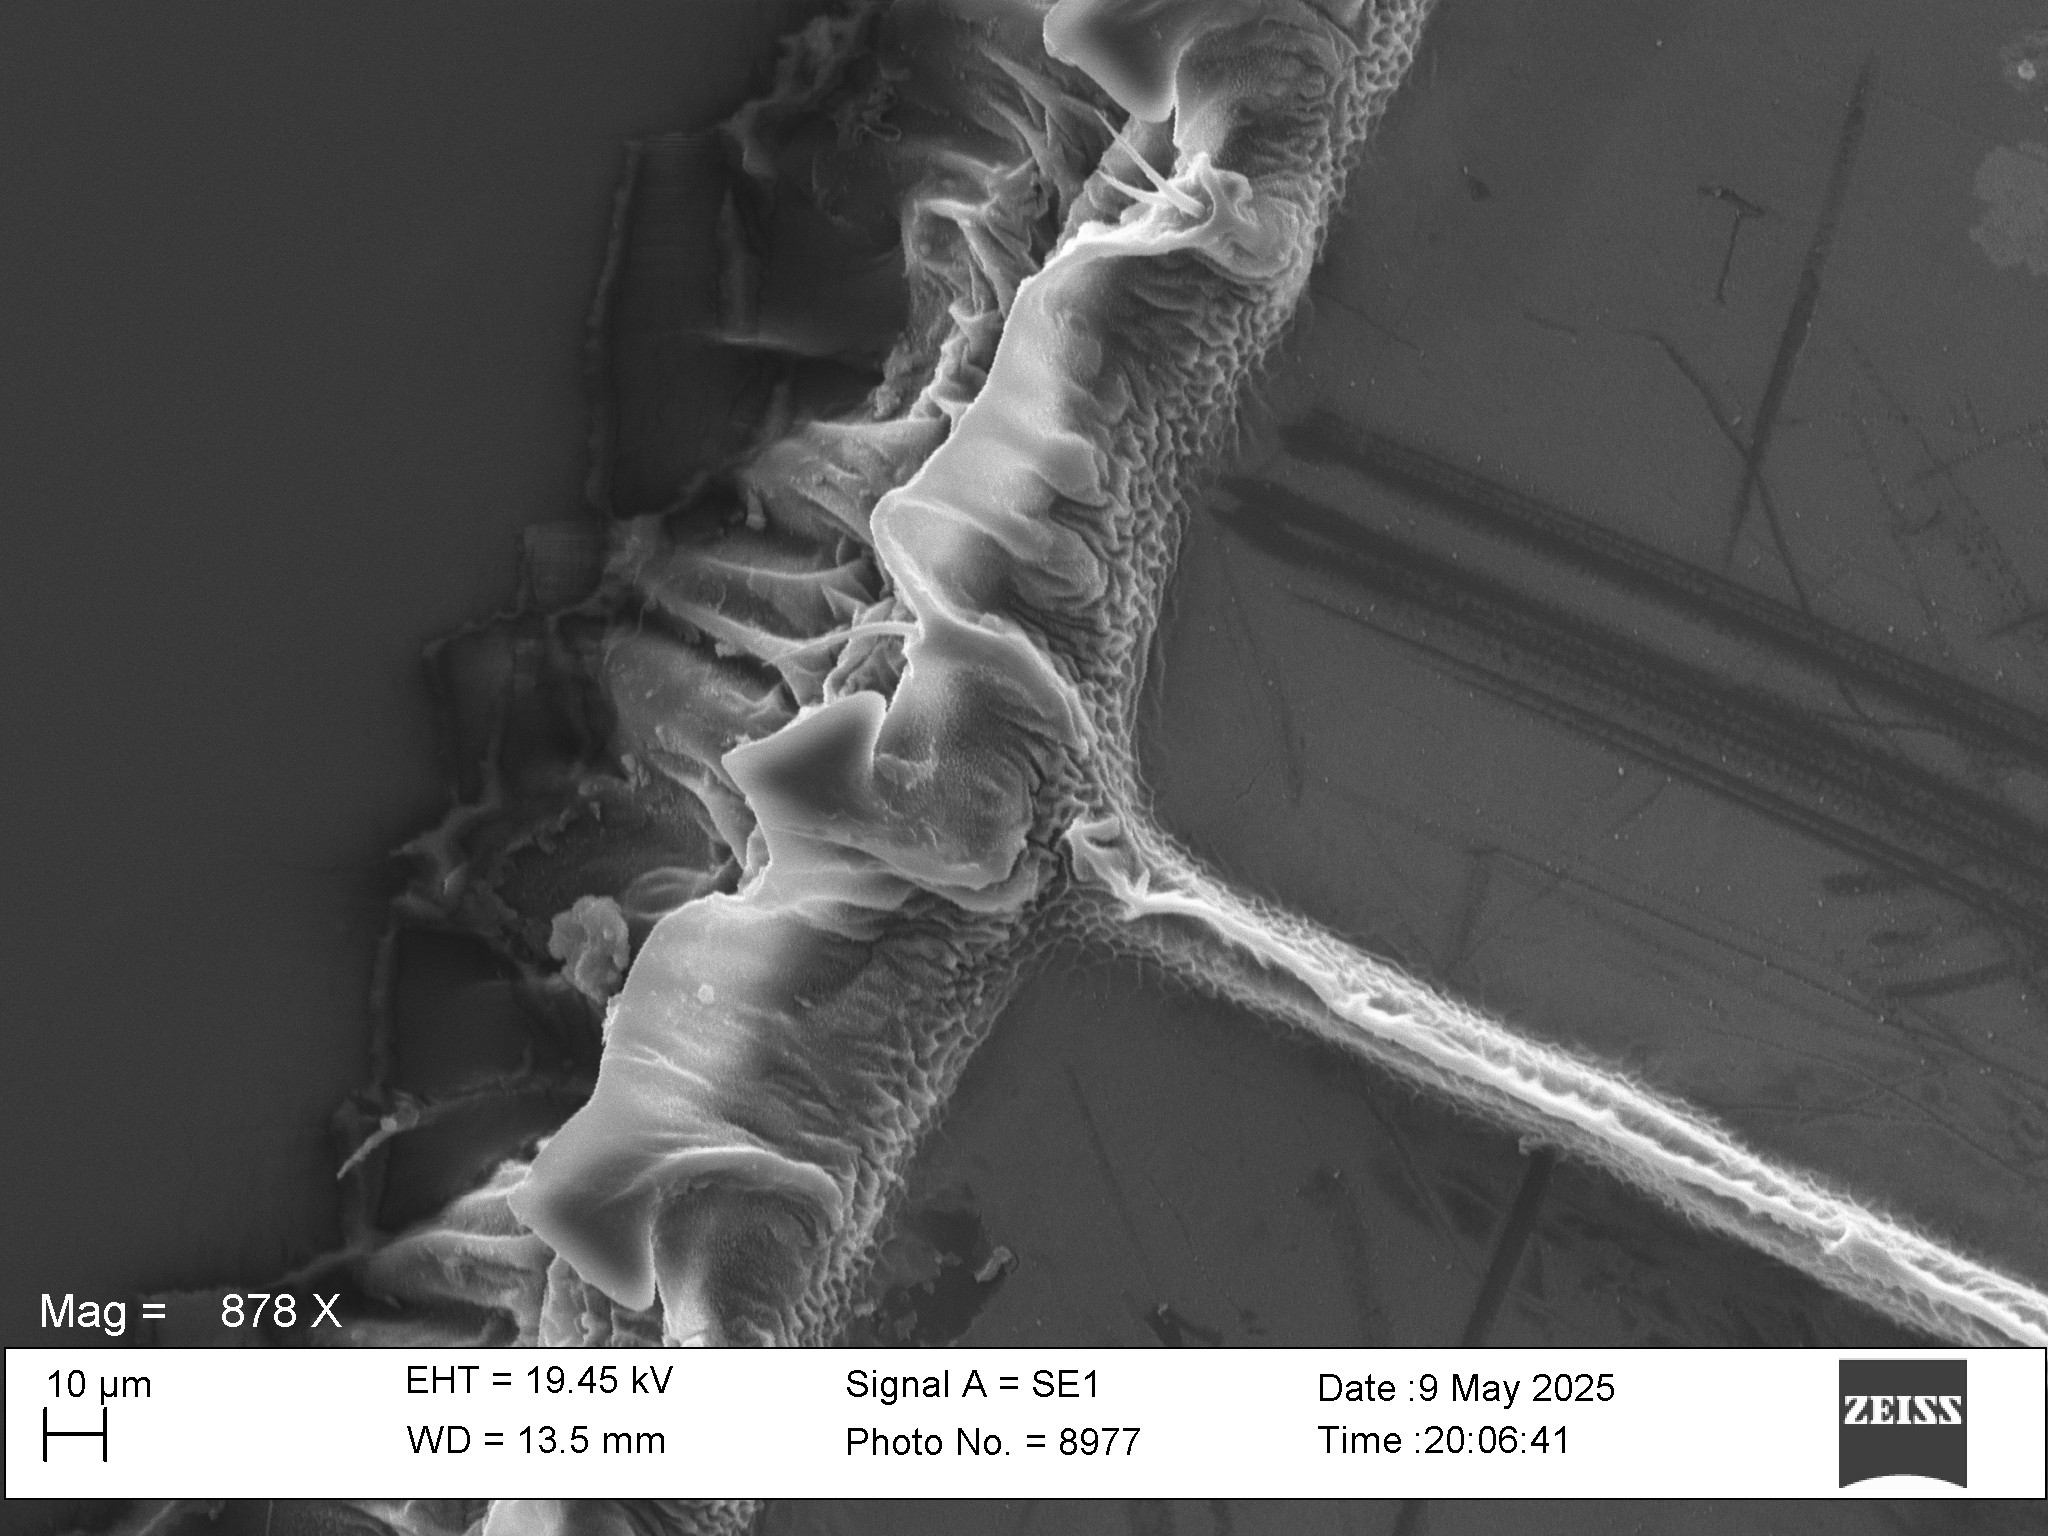 Mag = 878 X
10 µm
EHT = 19.45 kV
Signal A = SE1
Date :9 May 2025
WD = 13.5 mm
Photo No. = 8977
Time :20:06:41
ZEISS